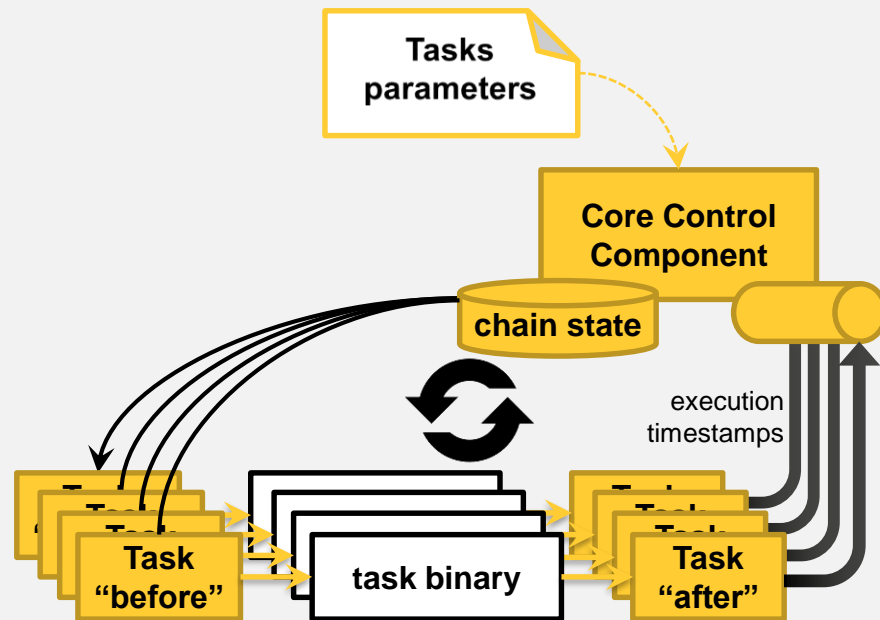 Tasks
parameters
Core Control
Component
chain state
execution
timestamps
Task
“before”
task binary
Task
“after”